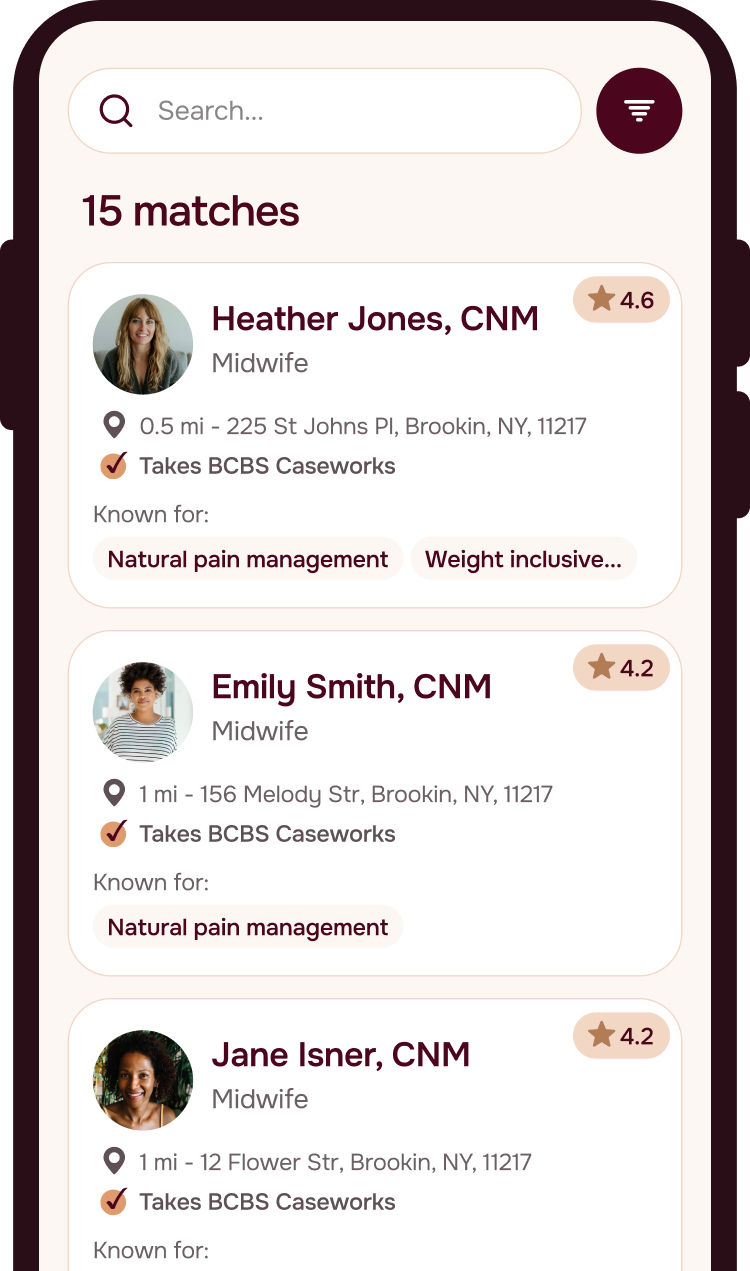 Search...
15 matches
4.6
Heather Jones, CNM
Midwife
0.5 mi - 225 St Johns Pl, Brookin, NY, 11217
Takes BCBS Caseworks
Known for:
Natural pain management Weight inclusive...
4.2
Emily Smith, CNM
Midwife
1 mi - 156 Melody Str, Brookin, NY, 11217
Takes BCBS Caseworks
Known for:
Natural pain management
4.2
Jane Isner, CNM
Midwife
1 mi - 12 Flower Str, Brookin, NY, 11217
Takes BCBS Caseworks
Known for: